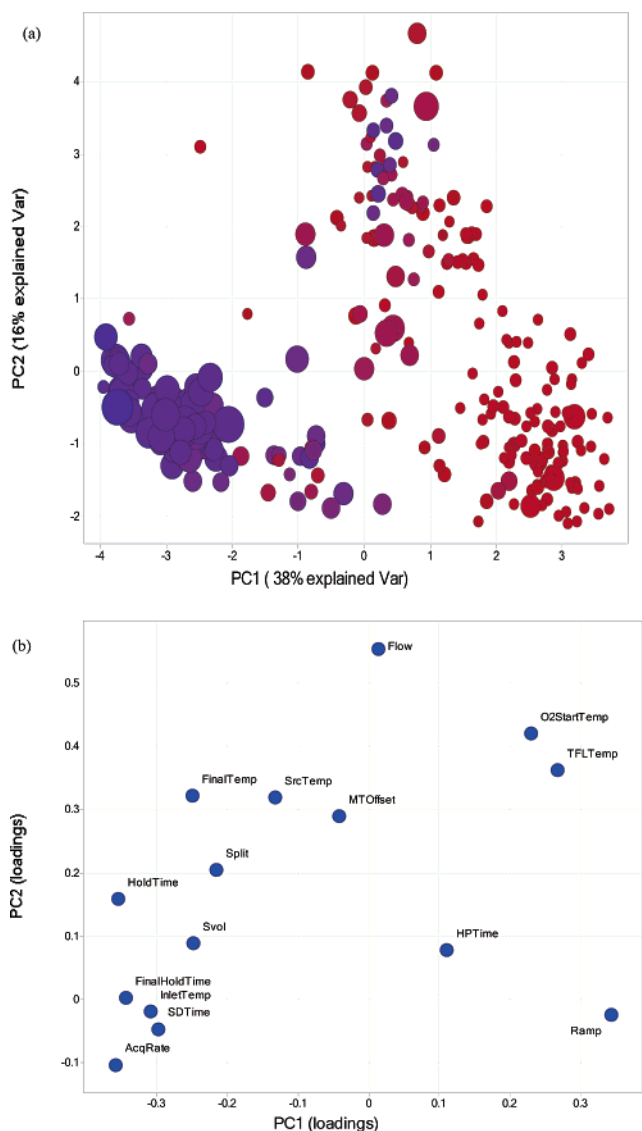 (a)
4
3
2
1
0
-1
-2
PC2 (16% explained Var)
-4
-3
-2
-1
0
1
2
3
PC1 ( 38% explained Var)
(b)
Flow
0.5
O2StartTemp
0.4
TFLTemp
FinalTemp
SrcTemp
MTOffset
0.3
Split
0.2
HoldTime
Svol
HPTime
0.1
FinalHoldTime
InletTemp
0
SDTime
Ramp
AcqRate
-0.1
PC2 (loadings)
-0.3
-0.2
-0.1
0
0.1
0.2
0.3
PC1 (loadings)